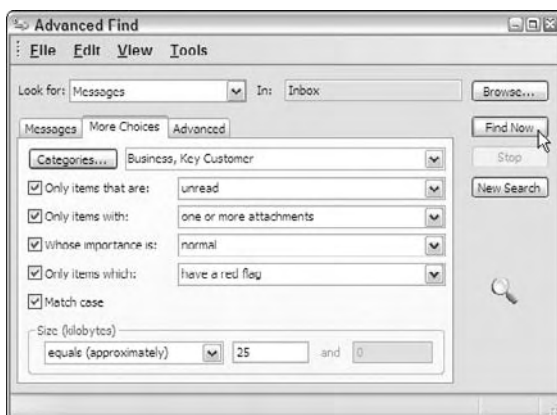 Advanced Find
File Edit View Tools
Look for: Messages In: Inbox Browse...
Messages More Choices Advanced Find Now
Categories... Business, Key Customer Stop
Only items that are: unread New Search
Only items with: one or more attachments
Whose importance is: normal
Only items which: have a red flag
Match case
Size (kilobytes)
equals (approximately) 25 and 0